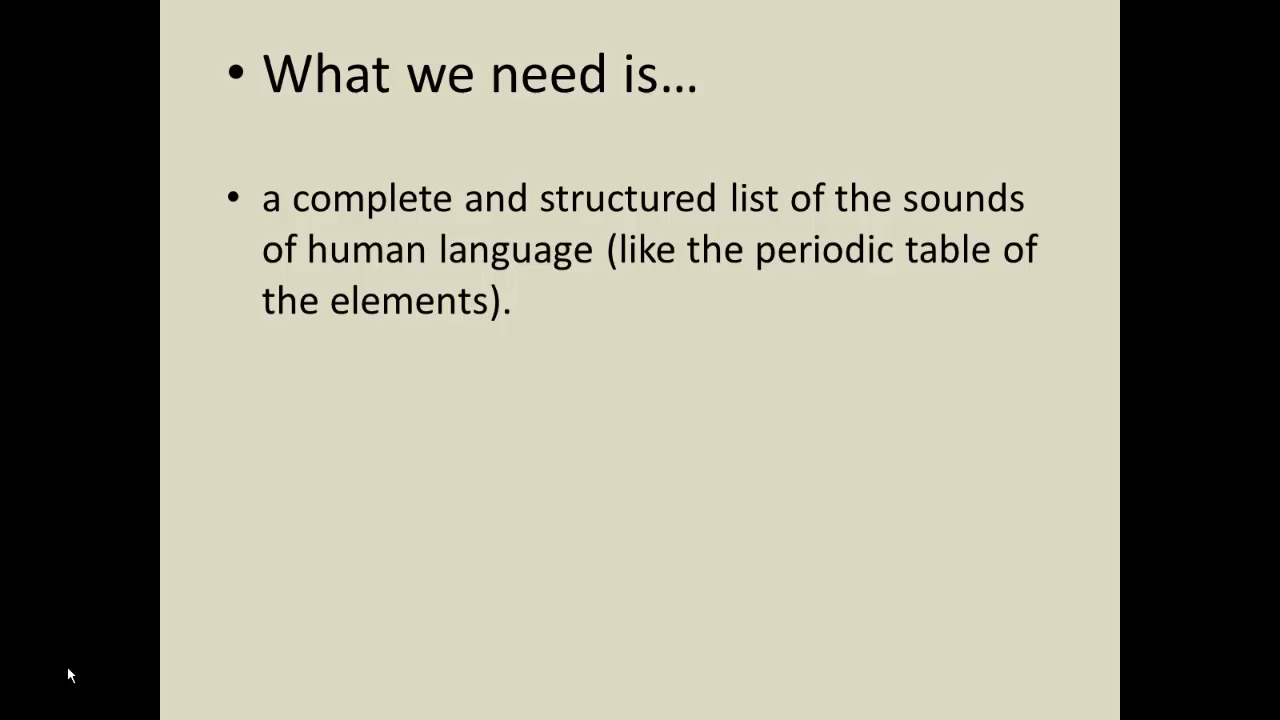 • What we need is…
• a complete and structured list of the sounds
of human language (like the periodic table of
the elements).